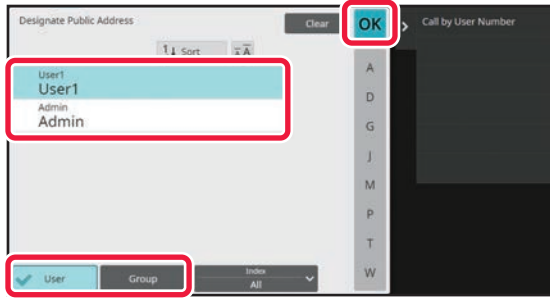 Designate Public Address
Clear
OK
Call by User Number
Sort
User1
User1
Admin
Admin
A
D
G
J
M
P
T
W
User
Group
Index
All